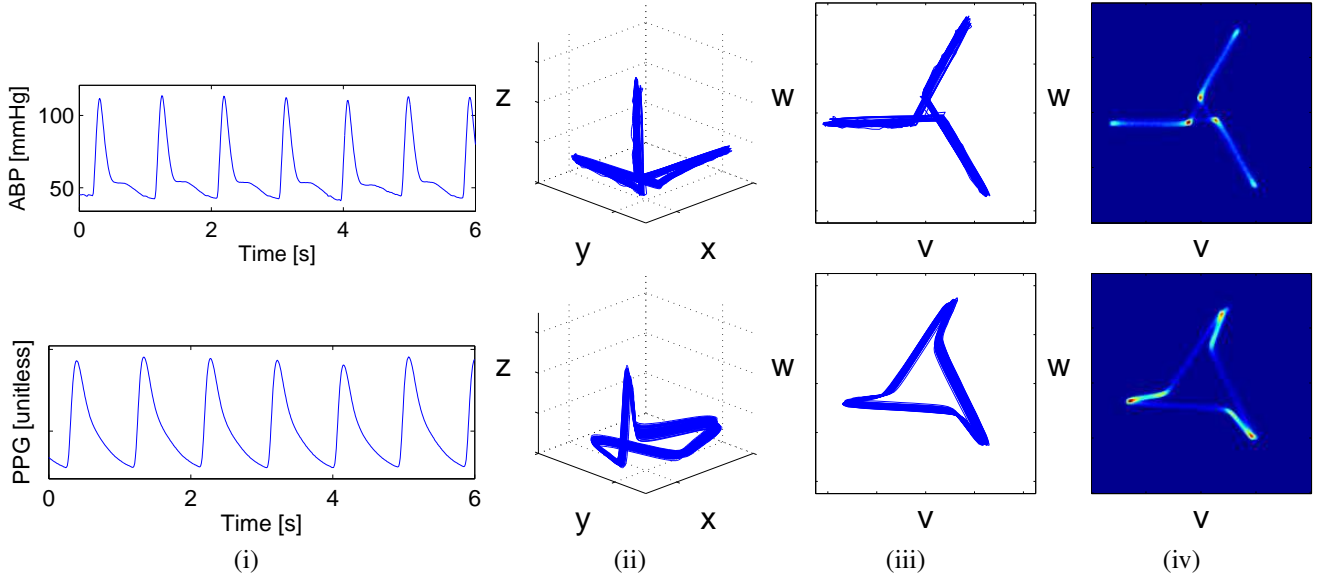 ABP [mmHg]
100
50
0 2 4 6
Time [s]
z
y x
w
v
w
v
PPG [unitless]
0 2 4 6
Time [s]
z
y x
w
v
w
v
(i) (ii) (iii) (iv)